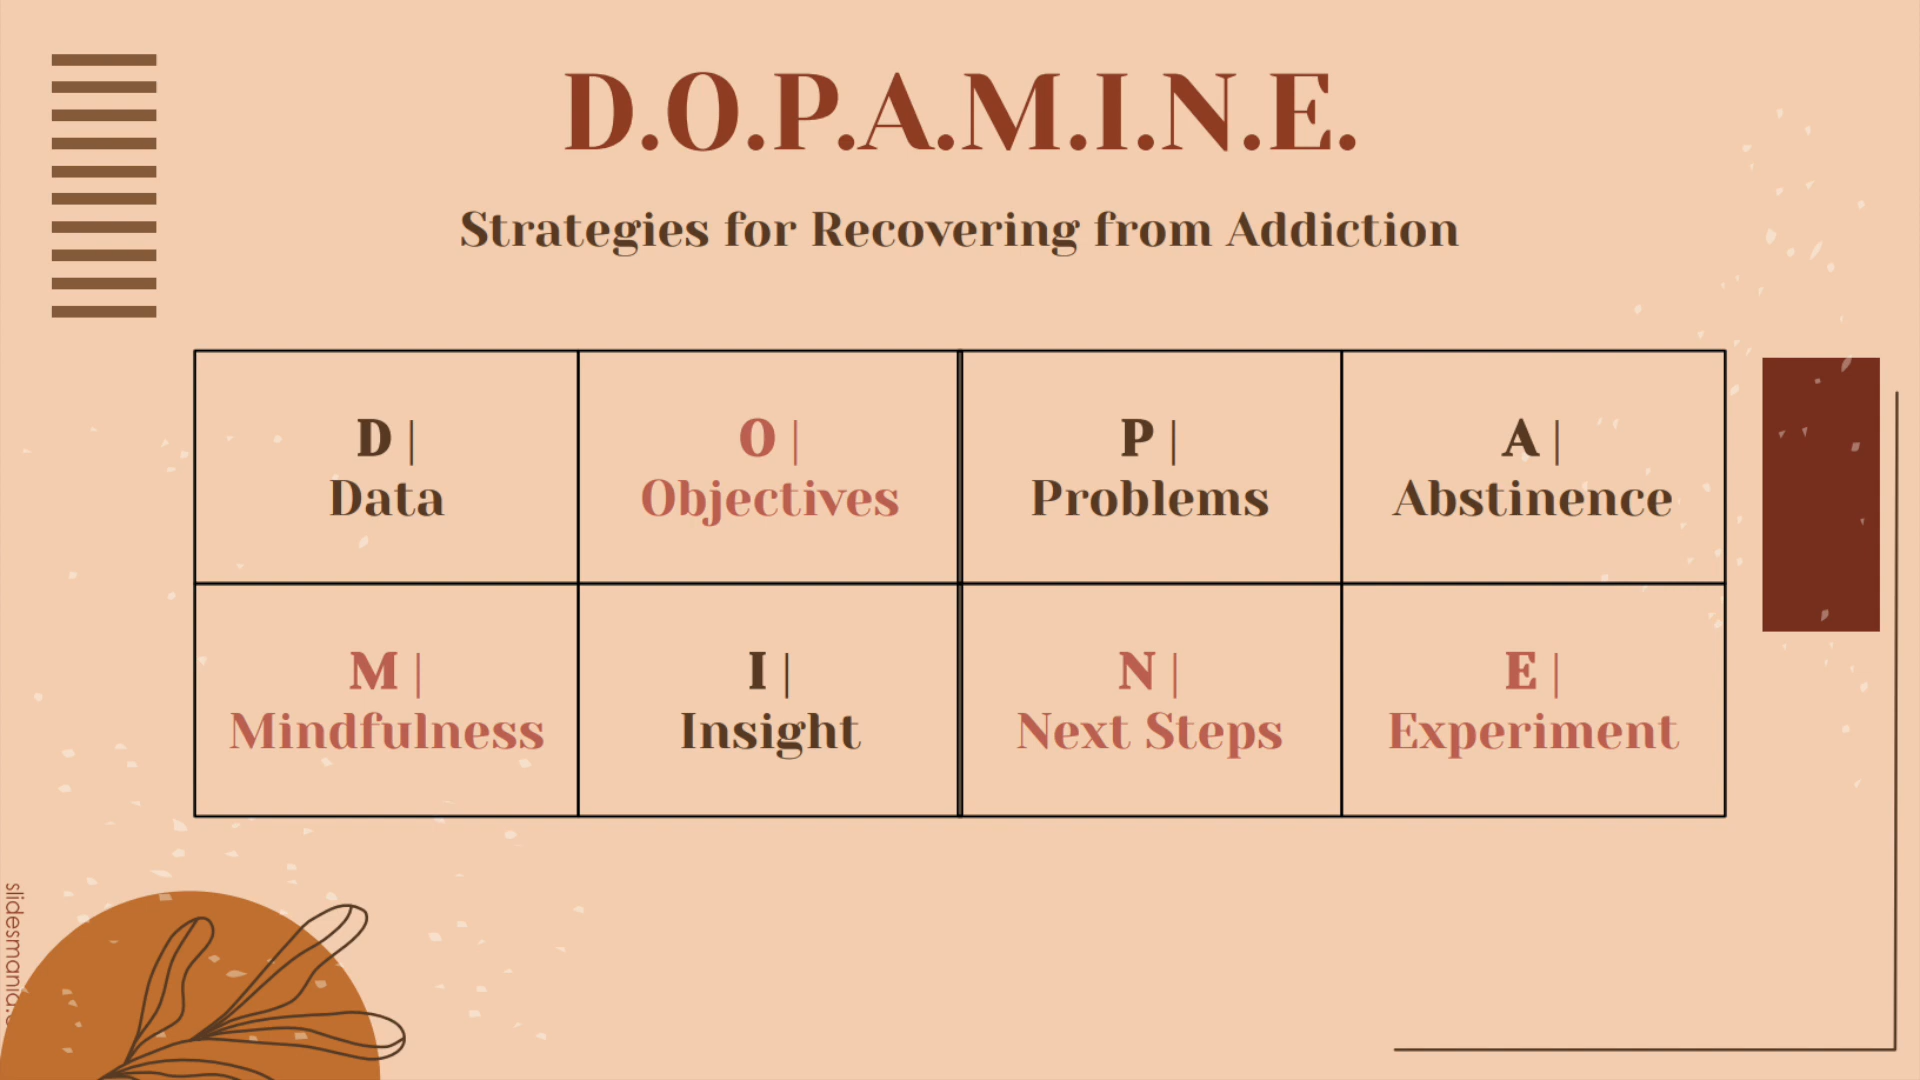 D.O.P.A.M.I.N.E.
Strategies for Recovering from Addiction
D |
Data
O |
Objectives
P |
Problems
A |
Abstinence
M |
Mindfulness
I |
Insight
N |
Next Steps
E |
Experiment